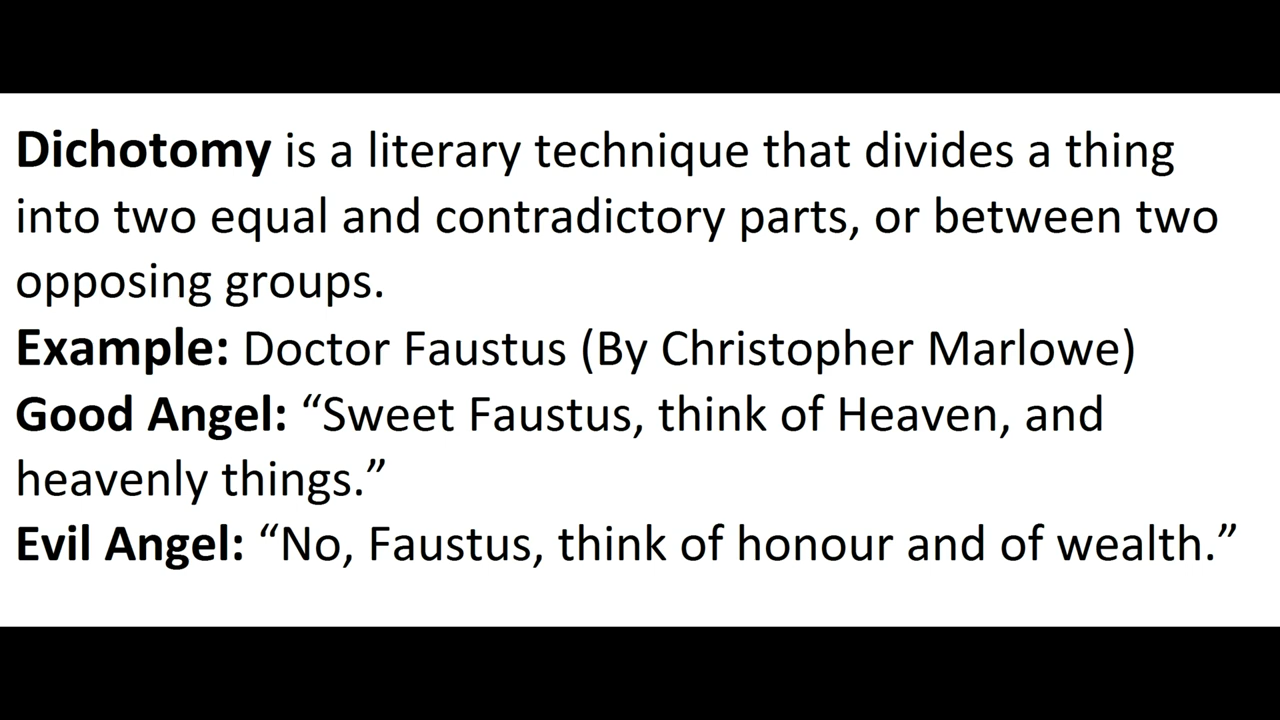 Dichotomy is a literary technique that divides a thing
into two equal and contradictory parts, or between two
opposing groups.
Example: Doctor Faustus (By Christopher Marlowe)
Good Angel: “Sweet Faustus, think of Heaven, and
heavenly things.”
Evil Angel: “No, Faustus, think of honour and of wealth.”